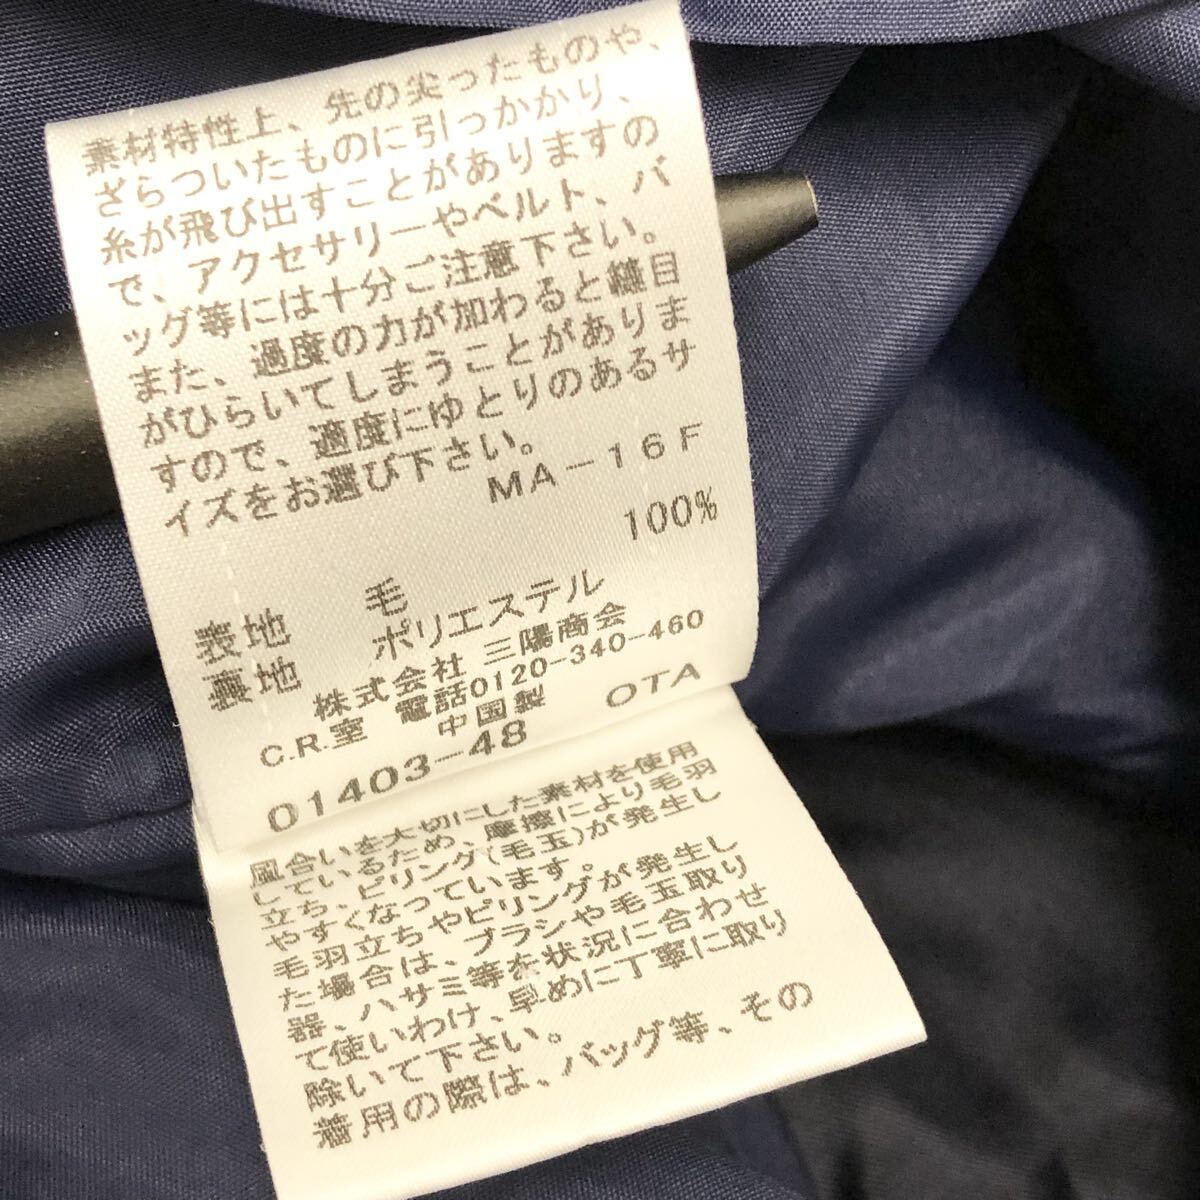 素材特性上、先の尖ったものや、
ざらついたものに引っかかり、
糸が飛び出すことがありますの
で、アクセサリーやベルト、バ
ッグ等には十分ご注意下さい。
また、過度の力が加わると縫目
がひらいてしまうことがありま
すので、適度にゆとりのあるサ
イズをお選び下さい。
MA-16F
100%
表地 毛
裏地 ポリエステル
株式会社 三陽商会
C.R.室 電話0120-340-460
中国製
01403-48 OTA
風合いを大切にした素材を使用
しているため、摩擦により毛羽
立ち、ピリング(毛玉)が発生し
やすくなっています。
毛羽立ちやピリングが発生し
た場合は、ブラシや毛玉取り
器、ハサミ等を状況に合わせ
て使いわけ、早めに丁寧に取り
除いて下さい。
着用の際は、バッグ等、その